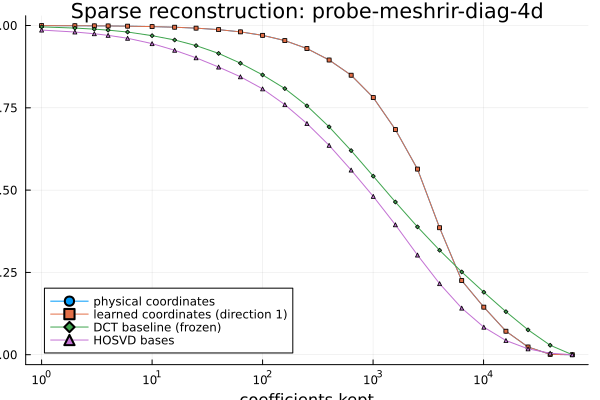 Sparse reconstruction: probe-meshrir-diag-4d
.00
.75
.50
.25
.00
physical coordinates
learned coordinates (direction 1)
DCT baseline (frozen)
HOSVD bases
10⁰ 10¹ 10² 10³ 10⁴
coefficients kept